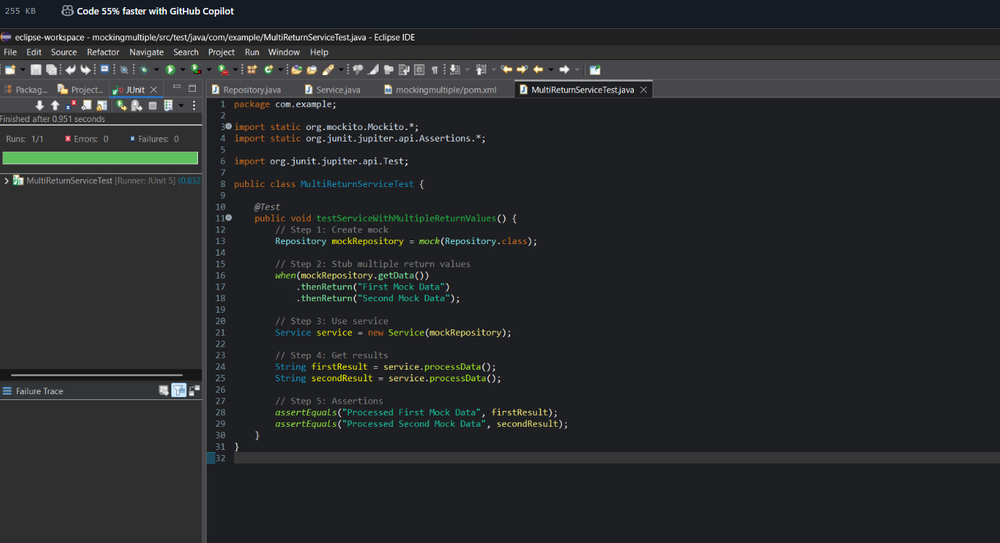 255 KB Code 55% faster with GitHub Copilot
eclipse-workspace - mockingmultiple/src/test/java/com/example/MultiReturnServiceTest.java - Eclipse IDE
File Edit Source Refactor Navigate Search Project Run Window Help
Packag... Project... JUnit
Finished after 0.951 seconds
Runs: 1/1 Errors: 0 Failures: 0
MultiReturnServiceTest [Runner: JUnit 5] (0.832
Failure Trace
Repository.java Service.java mockingmultiple/pom.xml MultiReturnServiceTest.java
1 package com.example;
2
3 import static org.mockito.Mockito.*;
4 import static org.junit.jupiter.api.Assertions.*;
5
6 import org.junit.jupiter.api.Test;
7
8 public class MultiReturnServiceTest {
9
10 @Test
11 public void testServiceWithMultipleReturnValues() {
12 // Step 1: Create mock
13 Repository mockRepository = mock(Repository.class);
14
15 // Step 2: Stub multiple return values
16 when(mockRepository.getData())
17 .thenReturn("First Mock Data")
18 .thenReturn("Second Mock Data");
19
20 // Step 3: Use service
21 Service service = new Service(mockRepository);
22
23 // Step 4: Get results
24 String firstResult = service.processData();
25 String secondResult = service.processData();
26
27 // Step 5: Assertions
28 assertEquals("Processed First Mock Data", firstResult);
29 assertEquals("Processed Second Mock Data", secondResult);
30 }
31 }
32